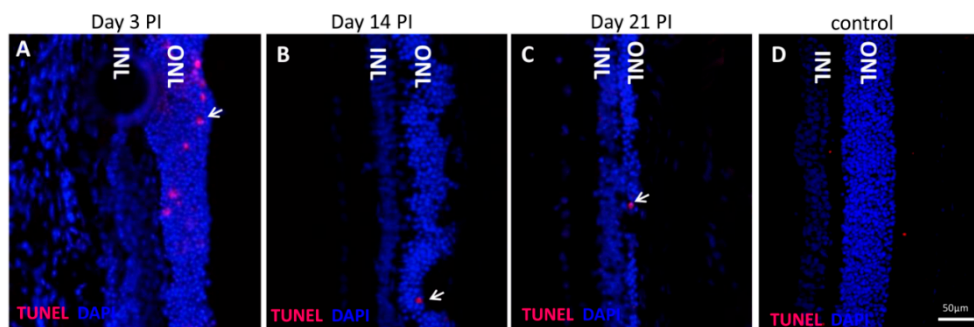 Day 3 PI
Day 14 PI
Day 21 PI
control
A
INL
ONL
TUNEL DAPI
B
INL
ONL
TUNEL DAPI
C
INL
ONL
TUNEL DAPI
D
INL
ONL
TUNEL DAPI
50μm